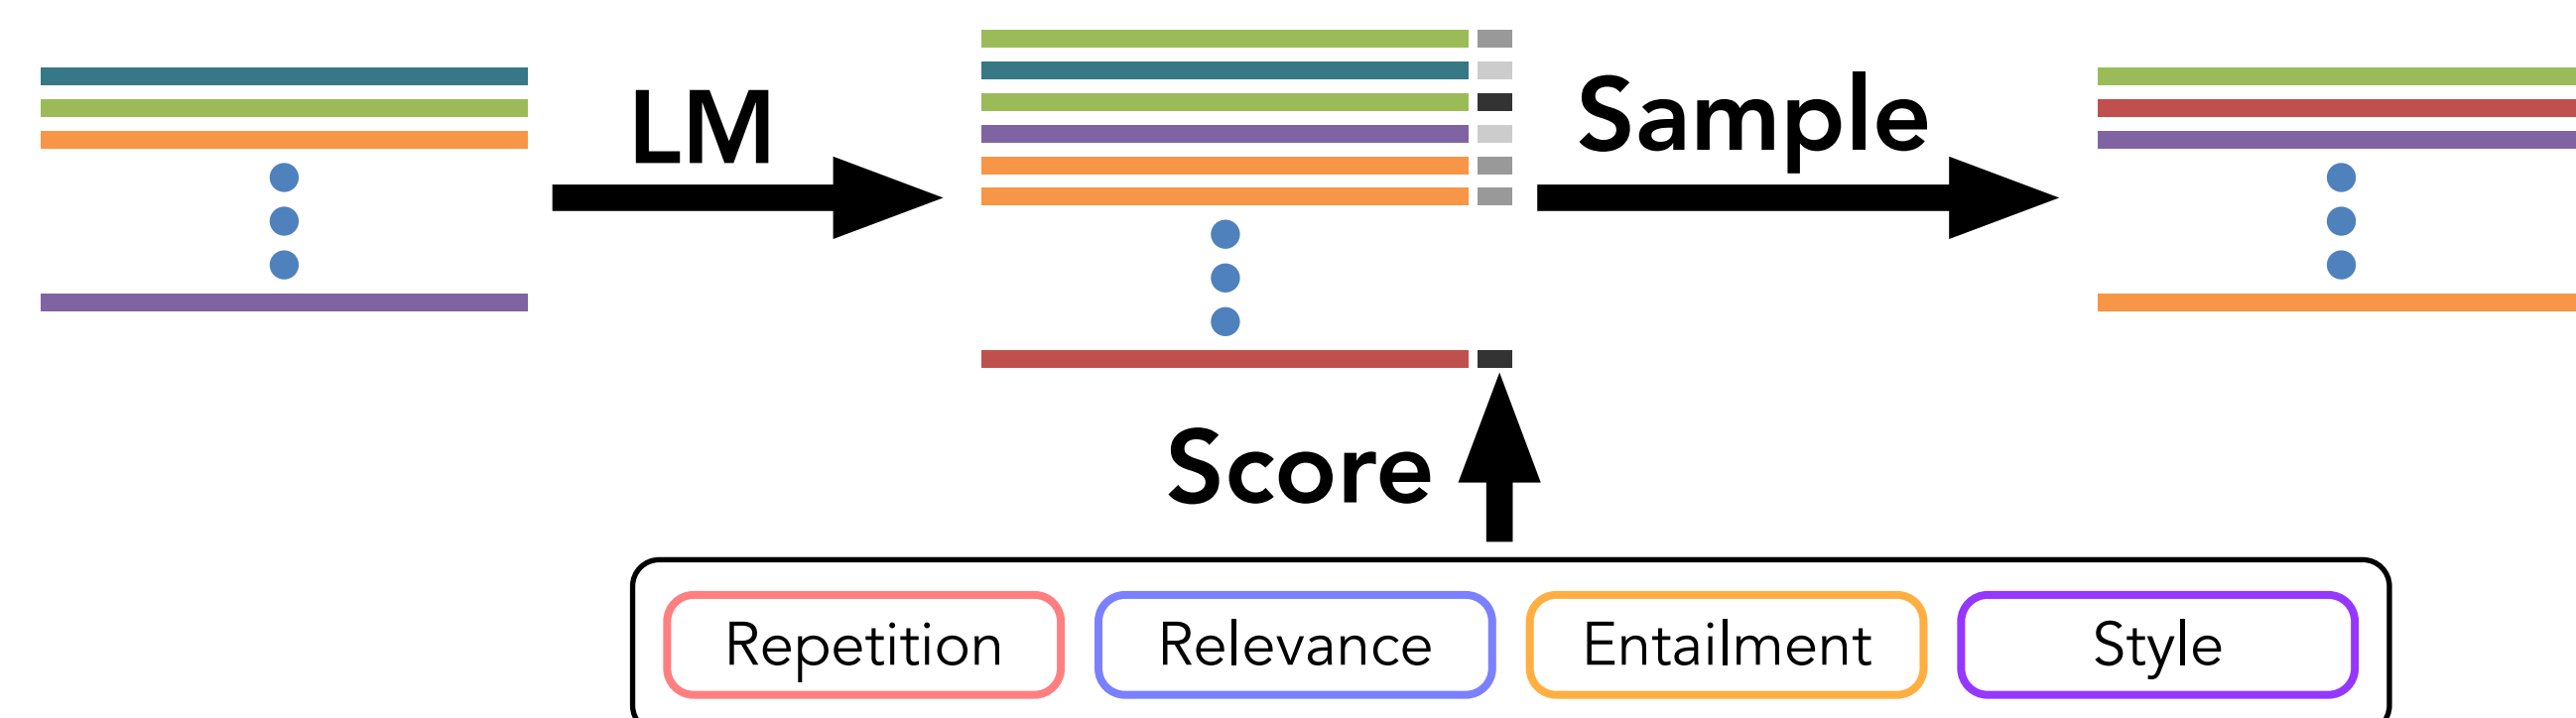 LM
Sample
Score
Repetition
Relevance
Entailment
Style